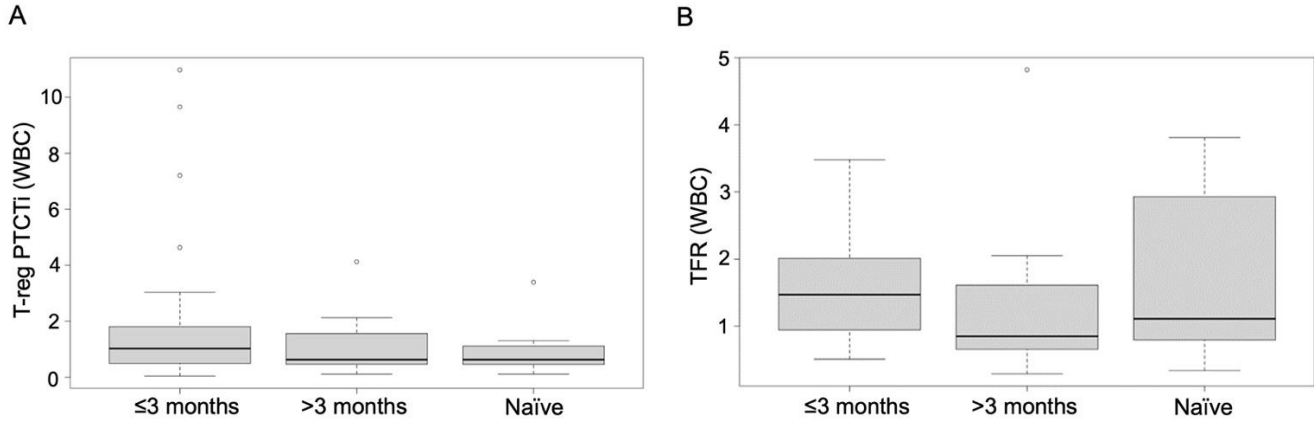 A
T-reg PTCTi (WBC)
10
8
6
4
2
0
≤3 months >3 months Naïve
B
TFR (WBC)
5
4
3
2
1
≤3 months >3 months Naïve